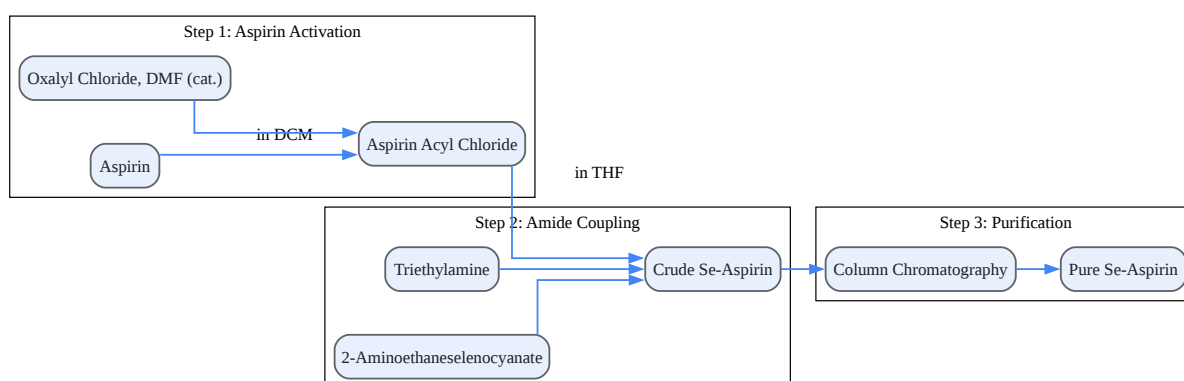 Step 1: Aspirin Activation
Oxalyl Chloride, DMF (cat.)
in DCM
Aspirin Acyl Chloride
Aspirin
in THF
Step 2: Amide Coupling
Triethylamine
Crude Se-Aspirin
2-Aminoethaneselenocyanate
Step 3: Purification
Column Chromatography
Pure Se-Aspirin